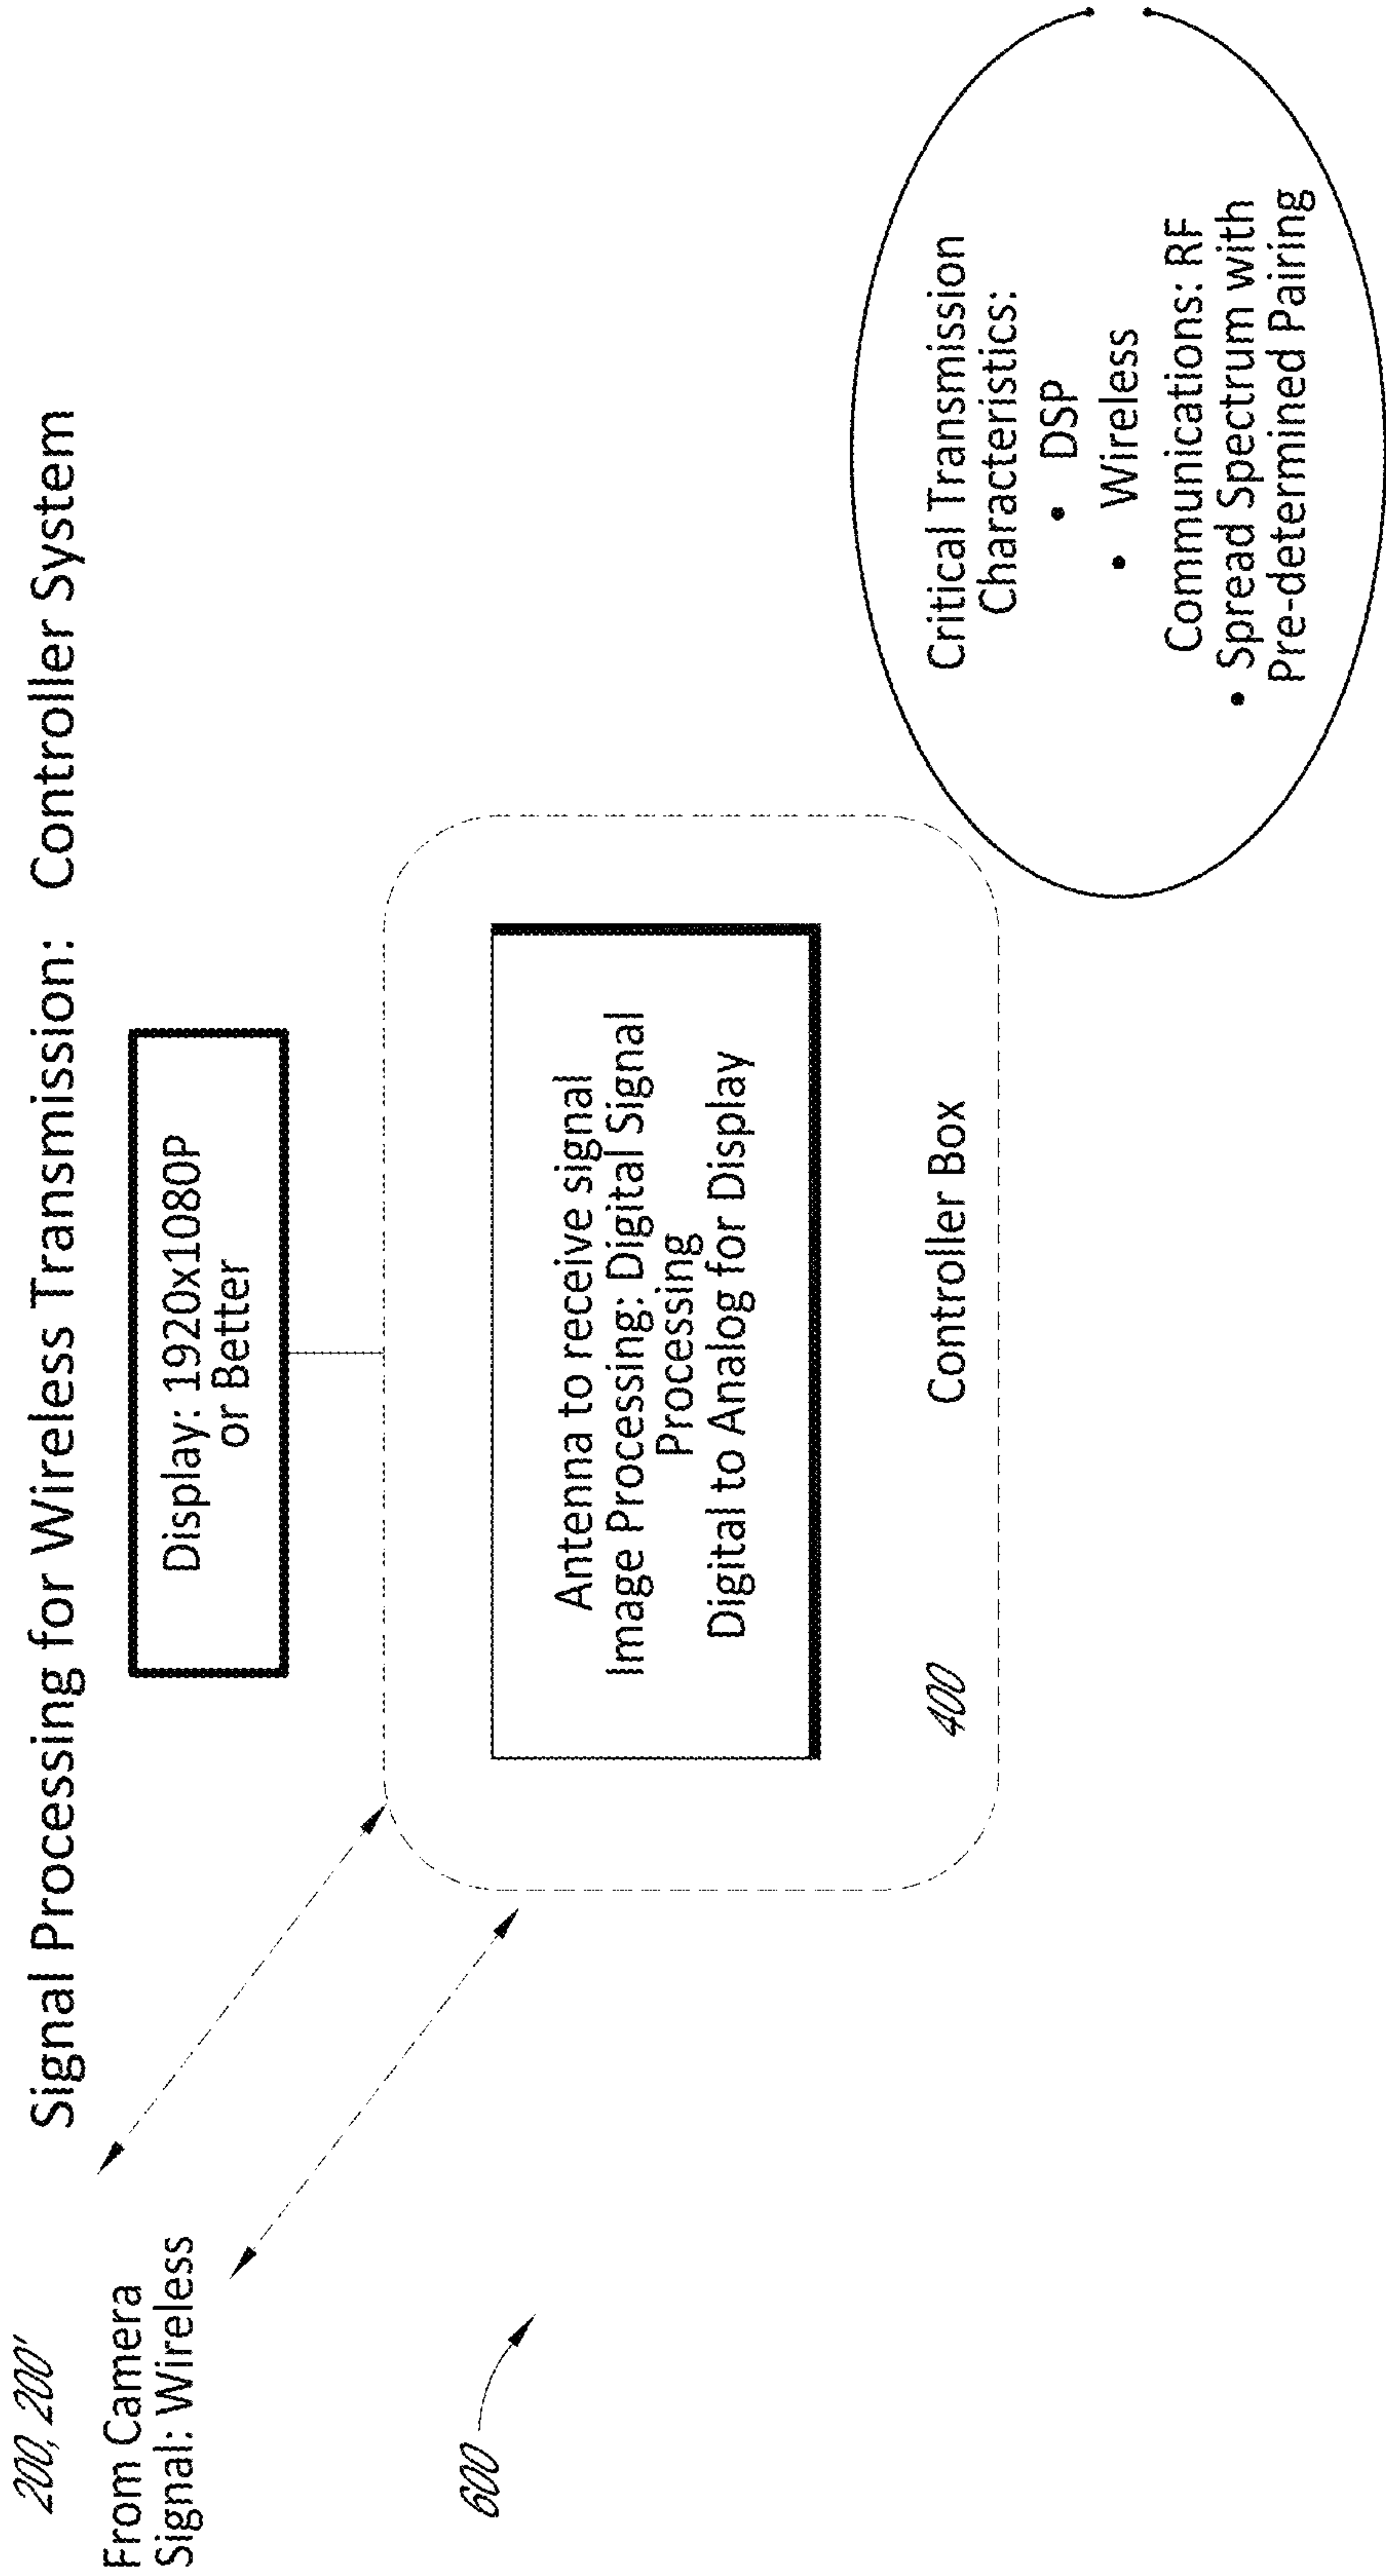 200, 200'
Signal Processing for Wireless Transmission: Controller System
From Camera
Signal: Wireless
Display: 1920x1080P
or Better
600
Antenna to receive signal
Image Processing: Digital Signal
Processing
Digital to Analog for Display
400
Controller Box
Critical Transmission
Characteristics:
• DSP
• Wireless
Communications: RF
• Spread Spectrum with
Pre-determined Pairing